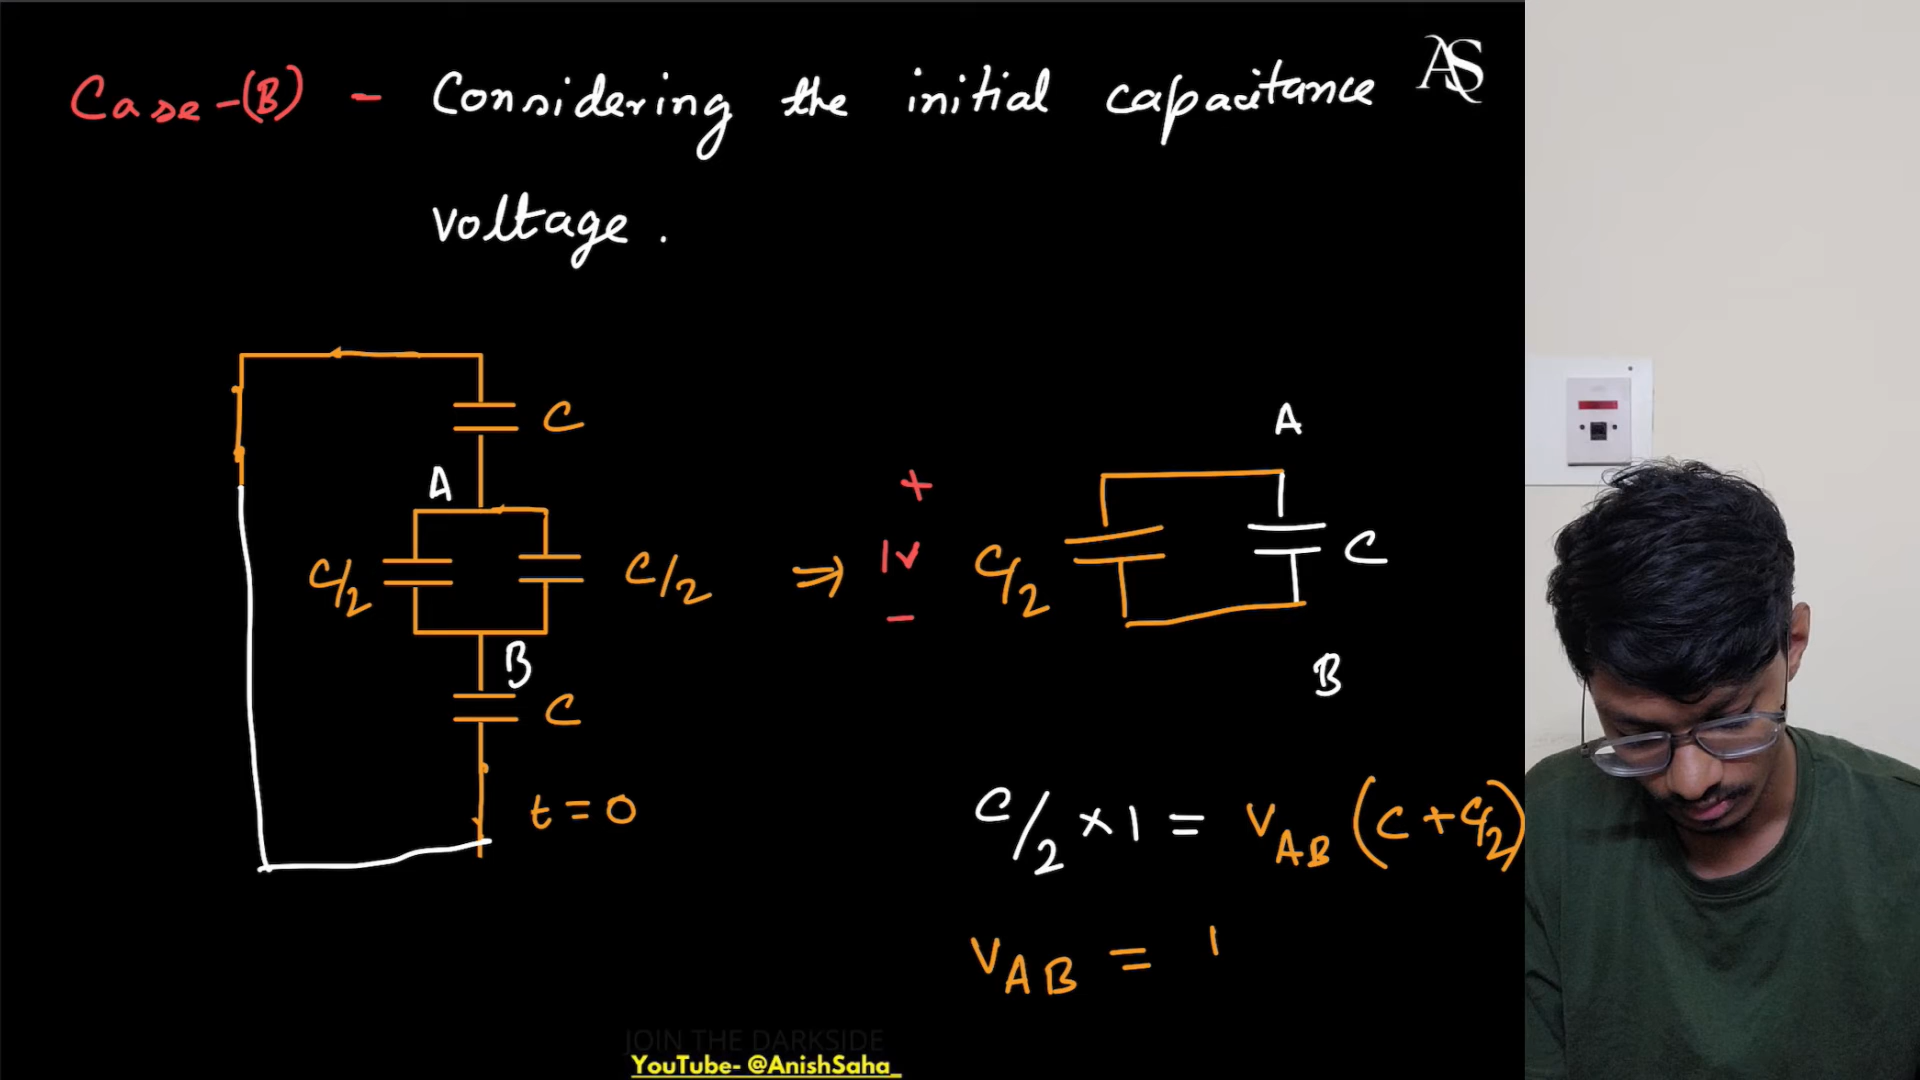 Case-(B) - Considering the initial capacitance
AS
voltage.
C
A
C/2
C/2
B
C
t = 0
⇒
+
1v
-
C/2
A
C
B
C/2 × 1 = VAB (C + C/2)
VAB = 1
JOIN THE DARKSIDE
YouTube- @AnishSaha_